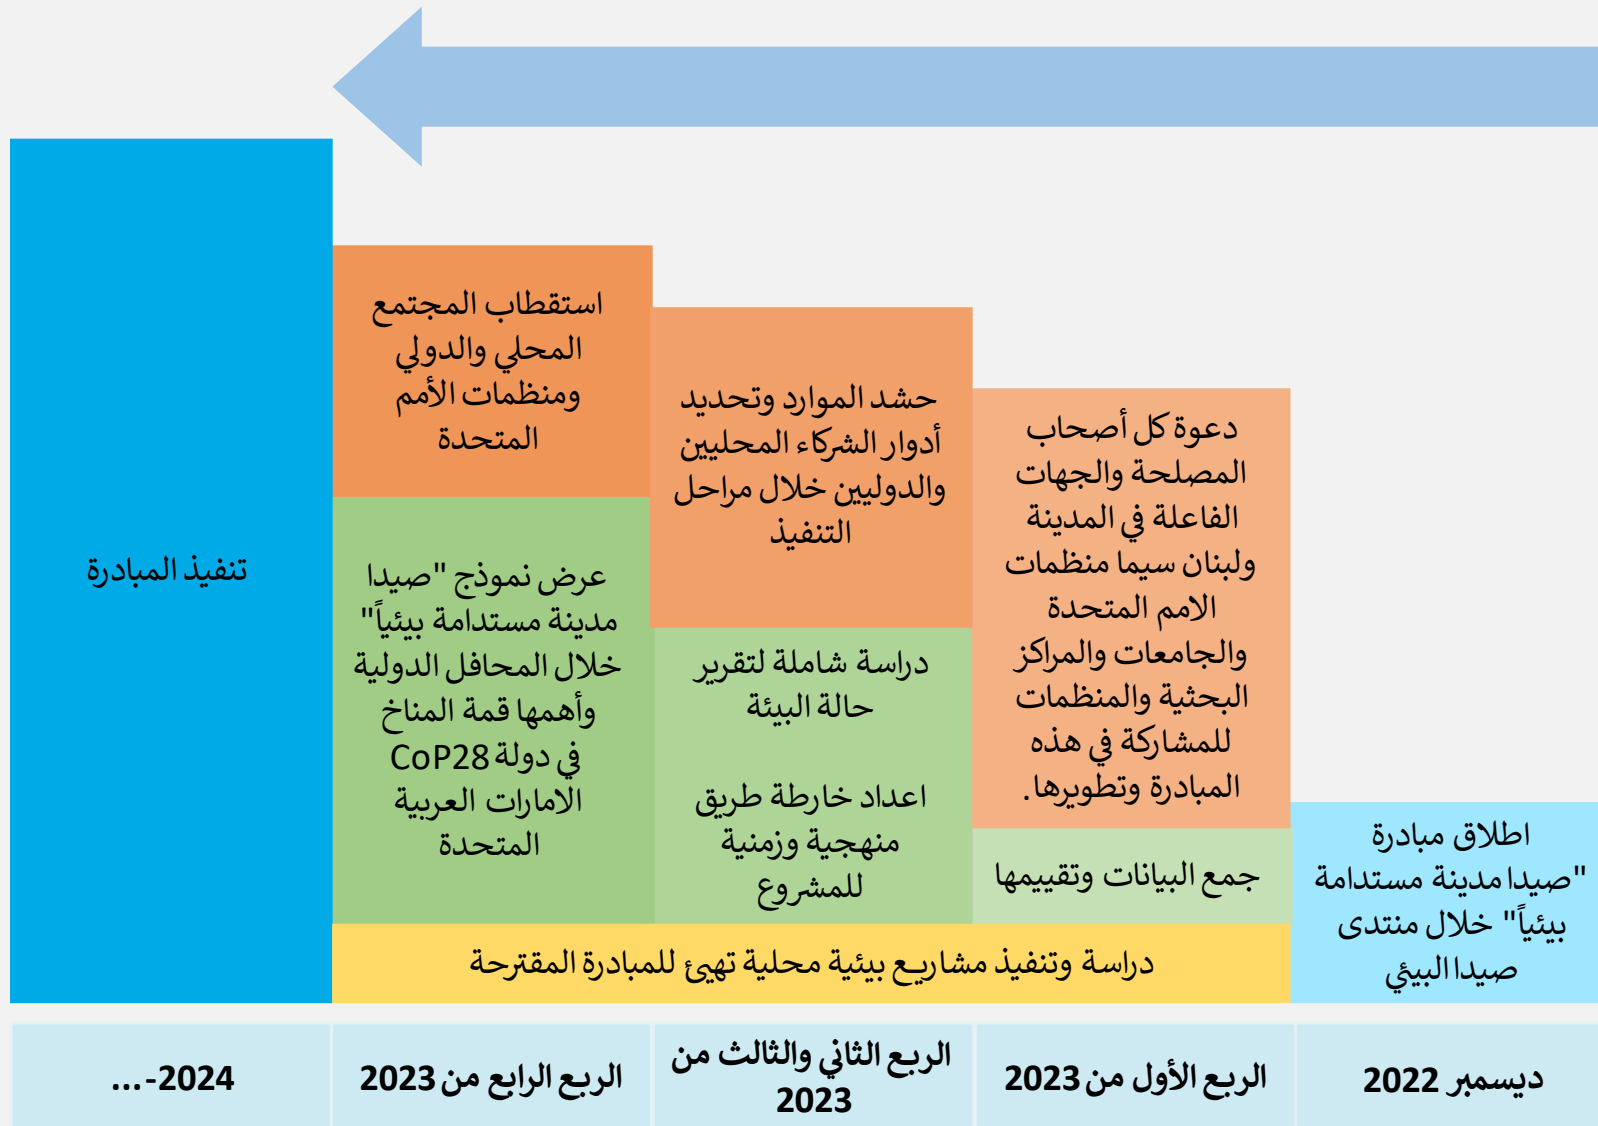 اطلاق مبادرة
"صيدا مدينة مستدامة
بيئياً" خلال منتدى
صيدا البيئي
دعوة كل أصحاب
المصلحة والجهات
الفاعلة في المدينة
ولبنان سيما منظمات
الامم المتحدة
والجامعات والمراكز
البحثية والمنظمات
للمشاركة في هذه
المبادرة وتطويرها.
جمع البيانات وتقييمها
حشد الموارد وتحديد
أدوار الشركاء المحليين
والدوليين خلال مراحل
التنفيذ
دراسة شاملة لتقرير
حالة البيئة
اعداد خارطة طريق
منهجية وزمنية
للمشروع
استقطاب المجتمع
المحلي والدولي
ومنظمات الأمم
المتحدة
عرض نموذج "صيدا
مدينة مستدامة بيئياً"
خلال المحافل الدولية
وأهمها قمة المناخ
CoP28 في دولة
الامارات العربية
المتحدة
دراسة وتنفيذ مشاريع بيئية محلية تهيئ للمبادرة المقترحة
تنفيذ المبادرة
ديسمبر 2022
الربع الأول من 2023
الربع الثاني والثالث من
2023
الربع الرابع من 2023
2024-...